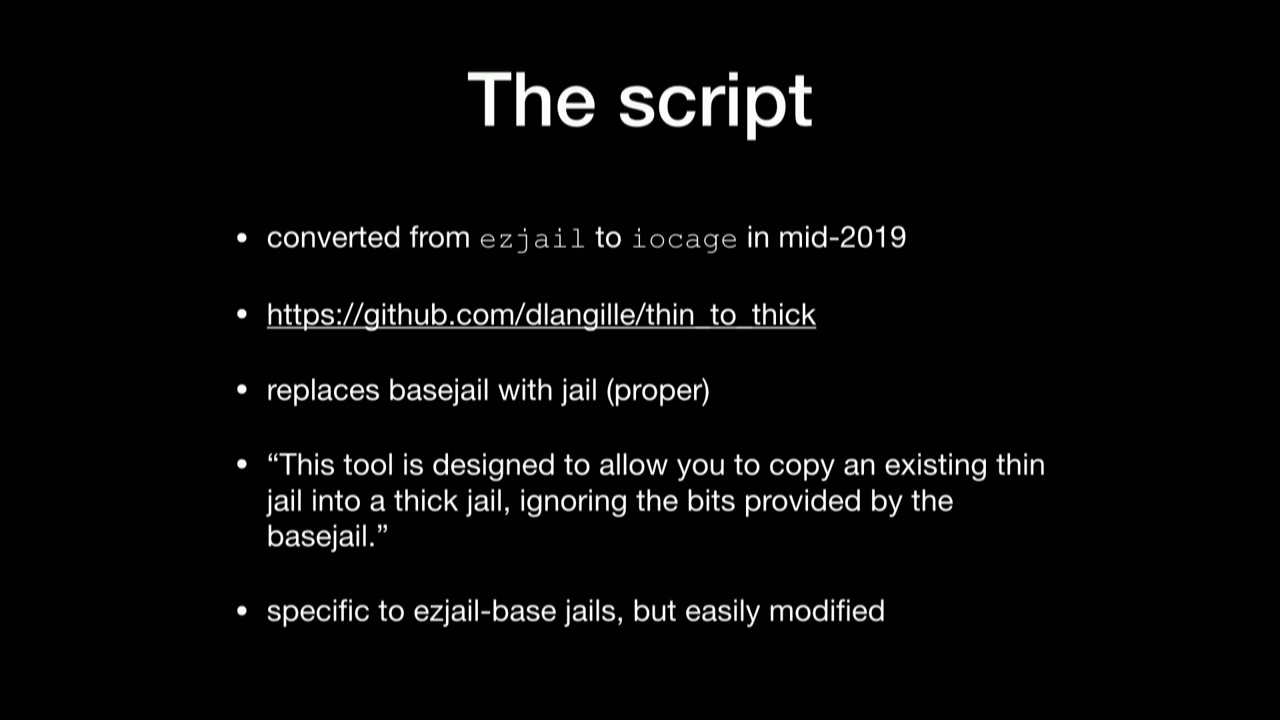 The script
• converted from ezjail to iocage in mid-2019
• https://github.com/dlangille/thin_to_thick
• replaces basejail with jail (proper)
• “This tool is designed to allow you to copy an existing thin
jail into a thick jail, ignoring the bits provided by the
basejail.”
• specific to ezjail-base jails, but easily modified